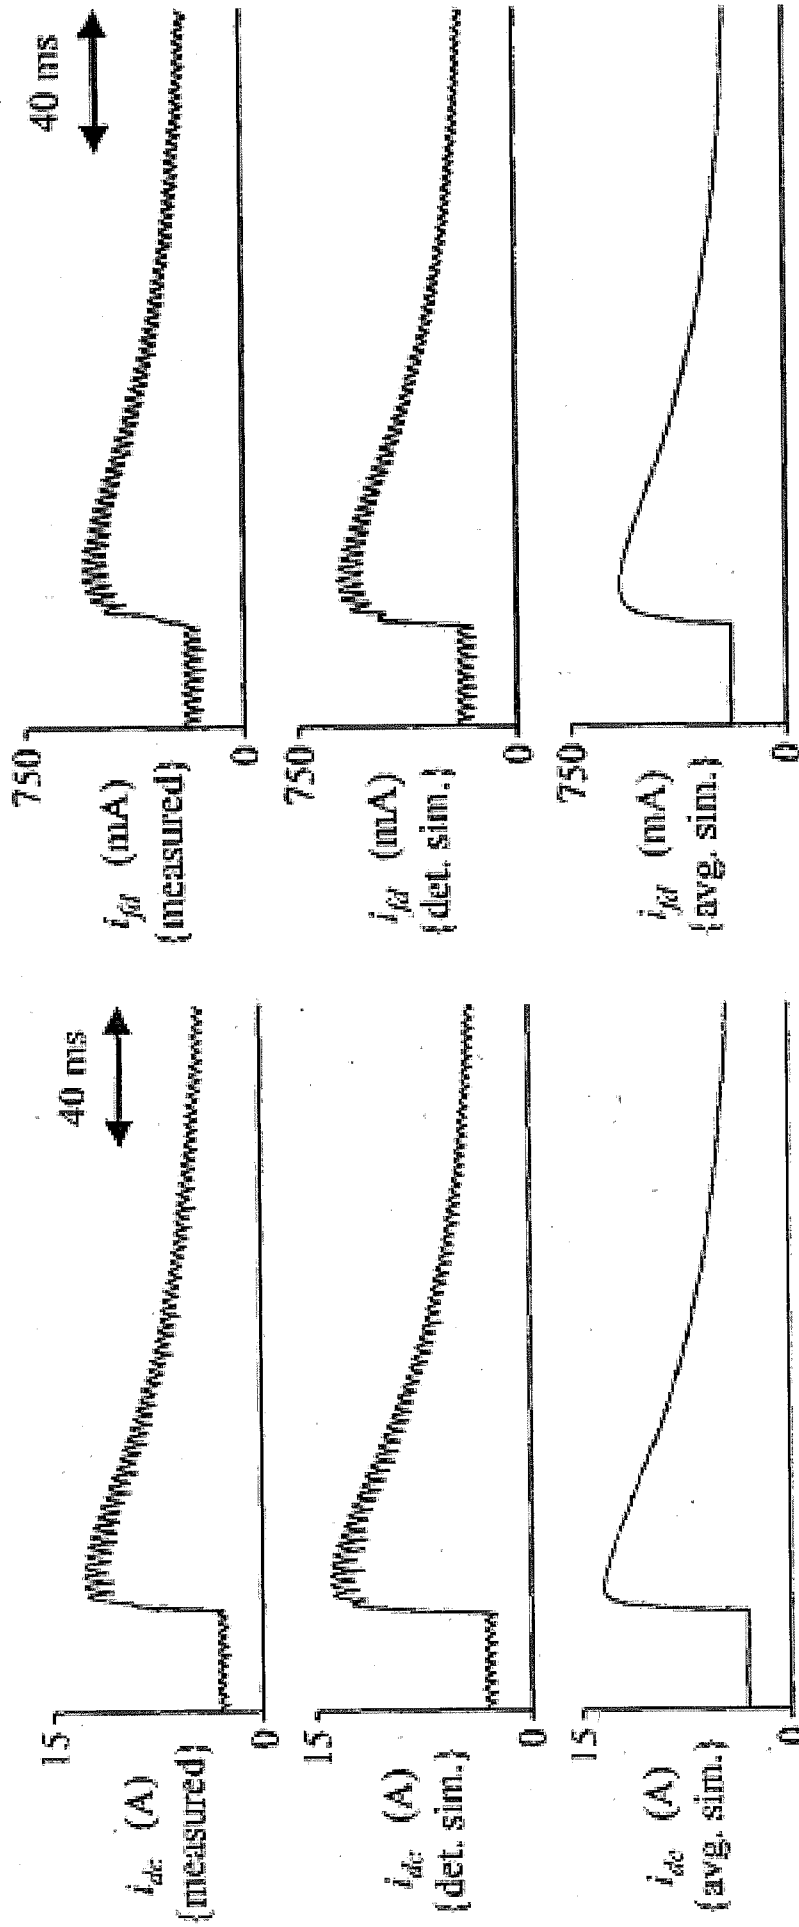 15
i_dc (A)
{measured}
0
40 ms
15
i_dc (A)
{det. sim.}
0
15
i_dc (A)
{avg. sim.}
0
750
i_fd (mA)
{measured}
0
40 ms
750
i_fd (mA)
{det. sim.}
0
750
i_fd (mA)
{avg. sim.}
0